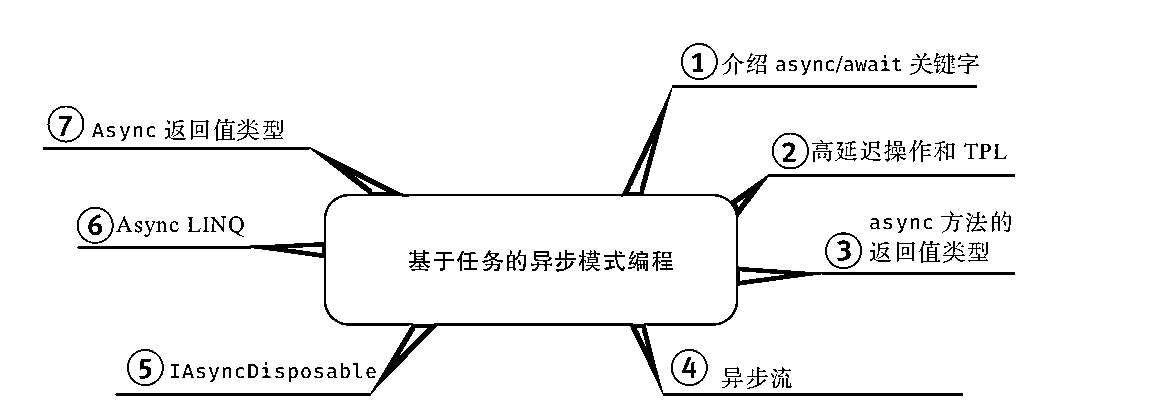 ① 介绍 async/await 关键字
⑦ Async 返回值类型
② 高延迟操作和 TPL
③ async 方法的
返回值类型
⑥ Async LINQ
基于任务的异步模式编程
⑤ IAsyncDisposable
④ 异步流